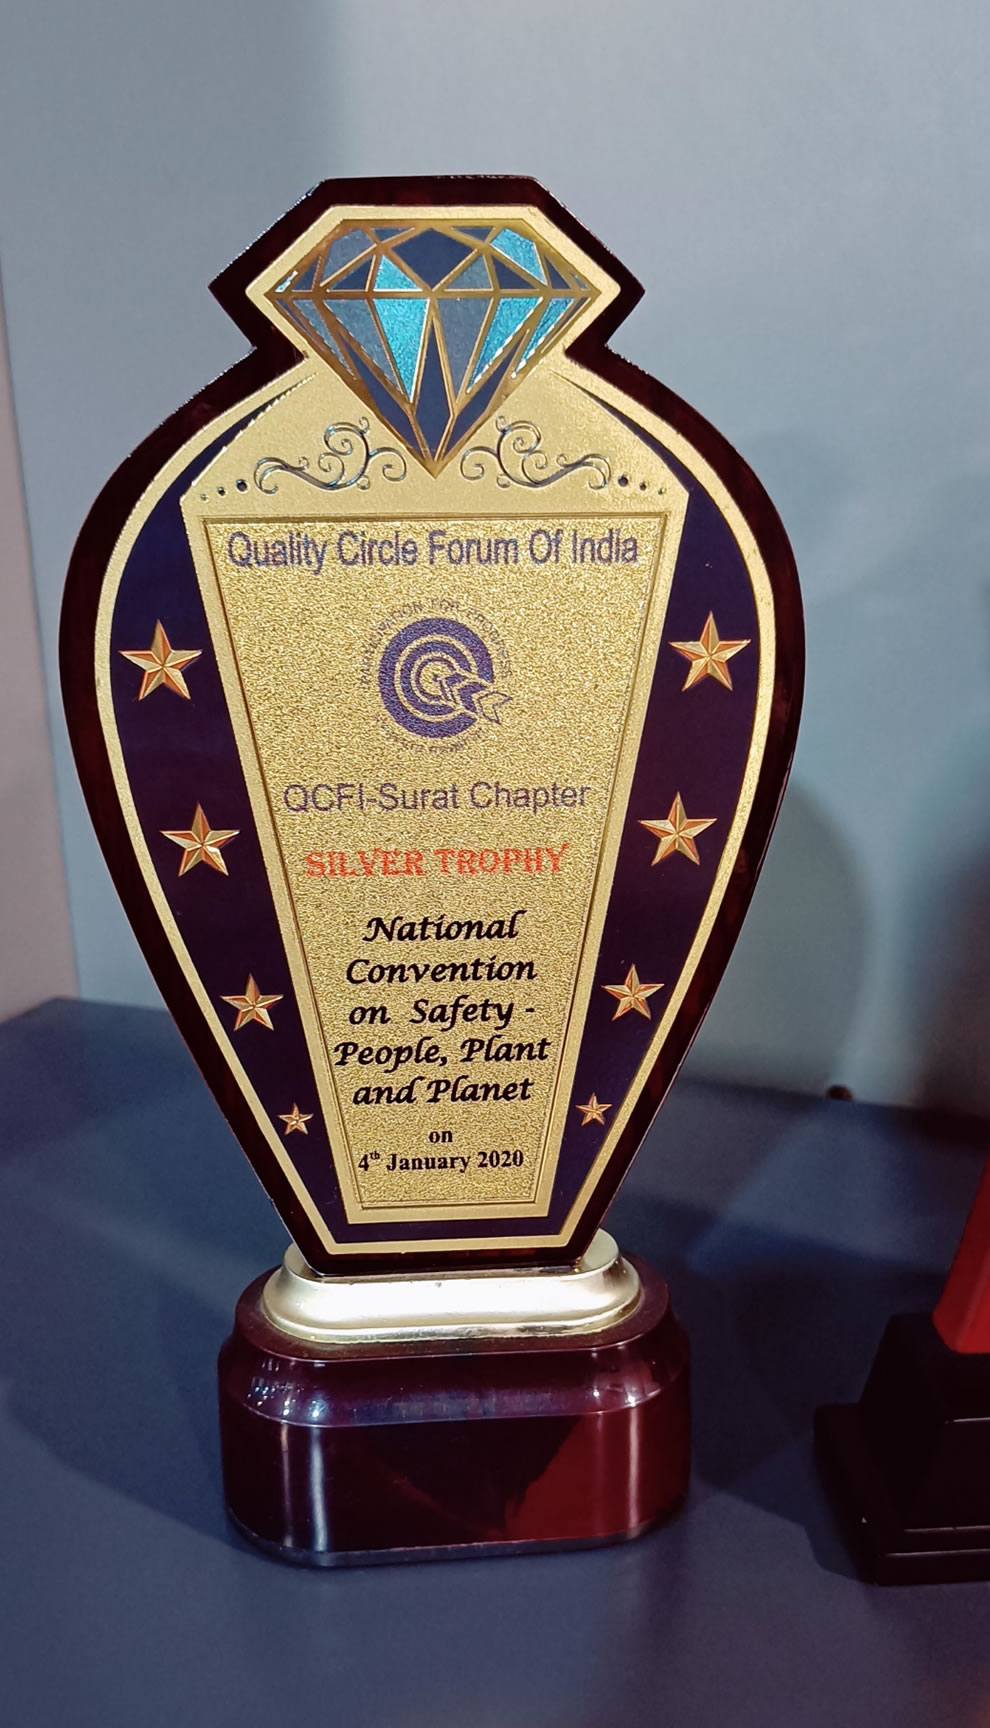 Quality Circle Forum Of India
QCFI-Surat Chapter
SILVER TROPHY
National
Convention
on Safety -
People, Plant
and Planet
on
4th January 2020